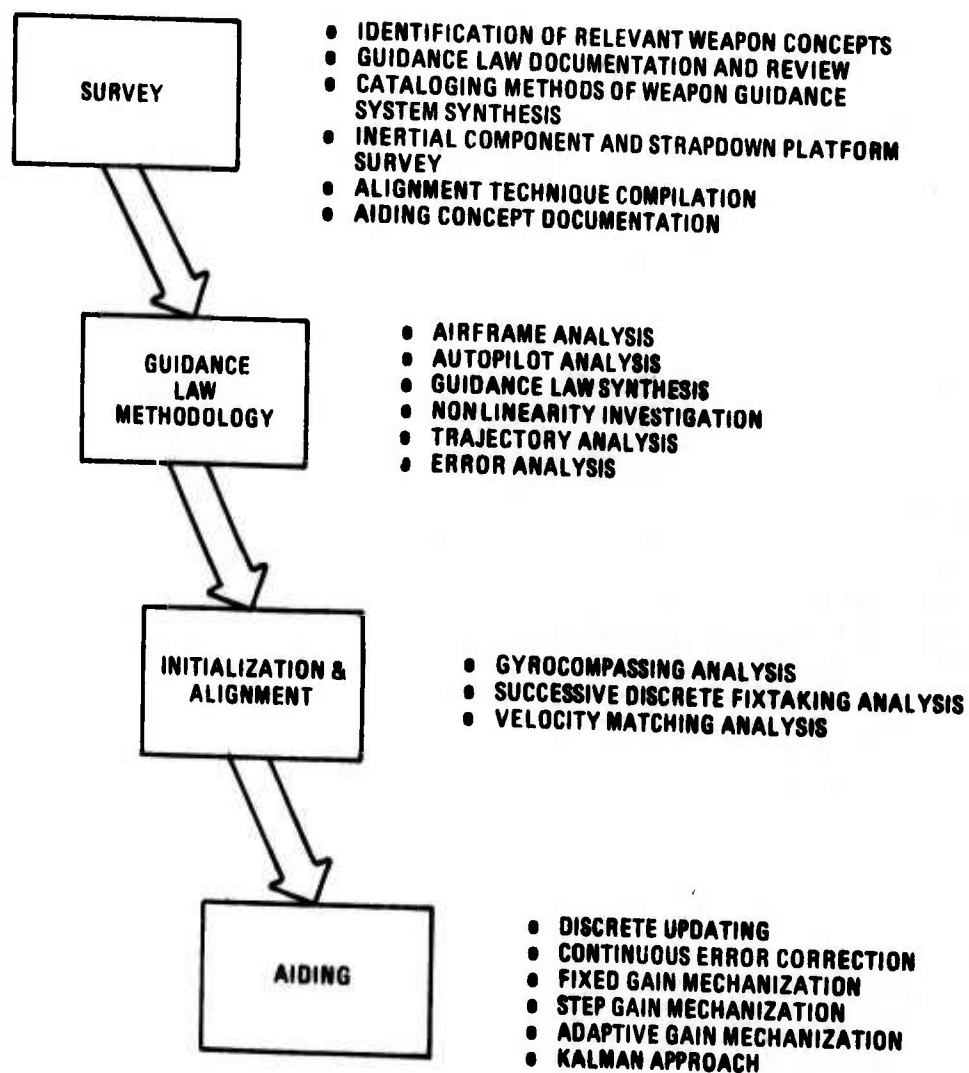 SURVEY
● IDENTIFICATION OF RELEVANT WEAPON CONCEPTS
● GUIDANCE LAW DOCUMENTATION AND REVIEW
● CATALOGING METHODS OF WEAPON GUIDANCE
SYSTEM SYNTHESIS
● INERTIAL COMPONENT AND STRAPDOWN PLATFORM
SURVEY
● ALIGNMENT TECHNIQUE COMPILATION
● AIDING CONCEPT DOCUMENTATION
GUIDANCE
LAW
METHODOLOGY
● AIRFRAME ANALYSIS
● AUTOPILOT ANALYSIS
● GUIDANCE LAW SYNTHESIS
● NONLINEARITY INVESTIGATION
● TRAJECTORY ANALYSIS
● ERROR ANALYSIS
INITIALIZATION &
ALIGNMENT
● GYROCOMPASSING ANALYSIS
● SUCCESSIVE DISCRETE FIXTAKING ANALYSIS
● VELOCITY MATCHING ANALYSIS
AIDING
● DISCRETE UPDATING
● CONTINUOUS ERROR CORRECTION
● FIXED GAIN MECHANIZATION
● STEP GAIN MECHANIZATION
● ADAPTIVE GAIN MECHANIZATION
● KALMAN APPROACH